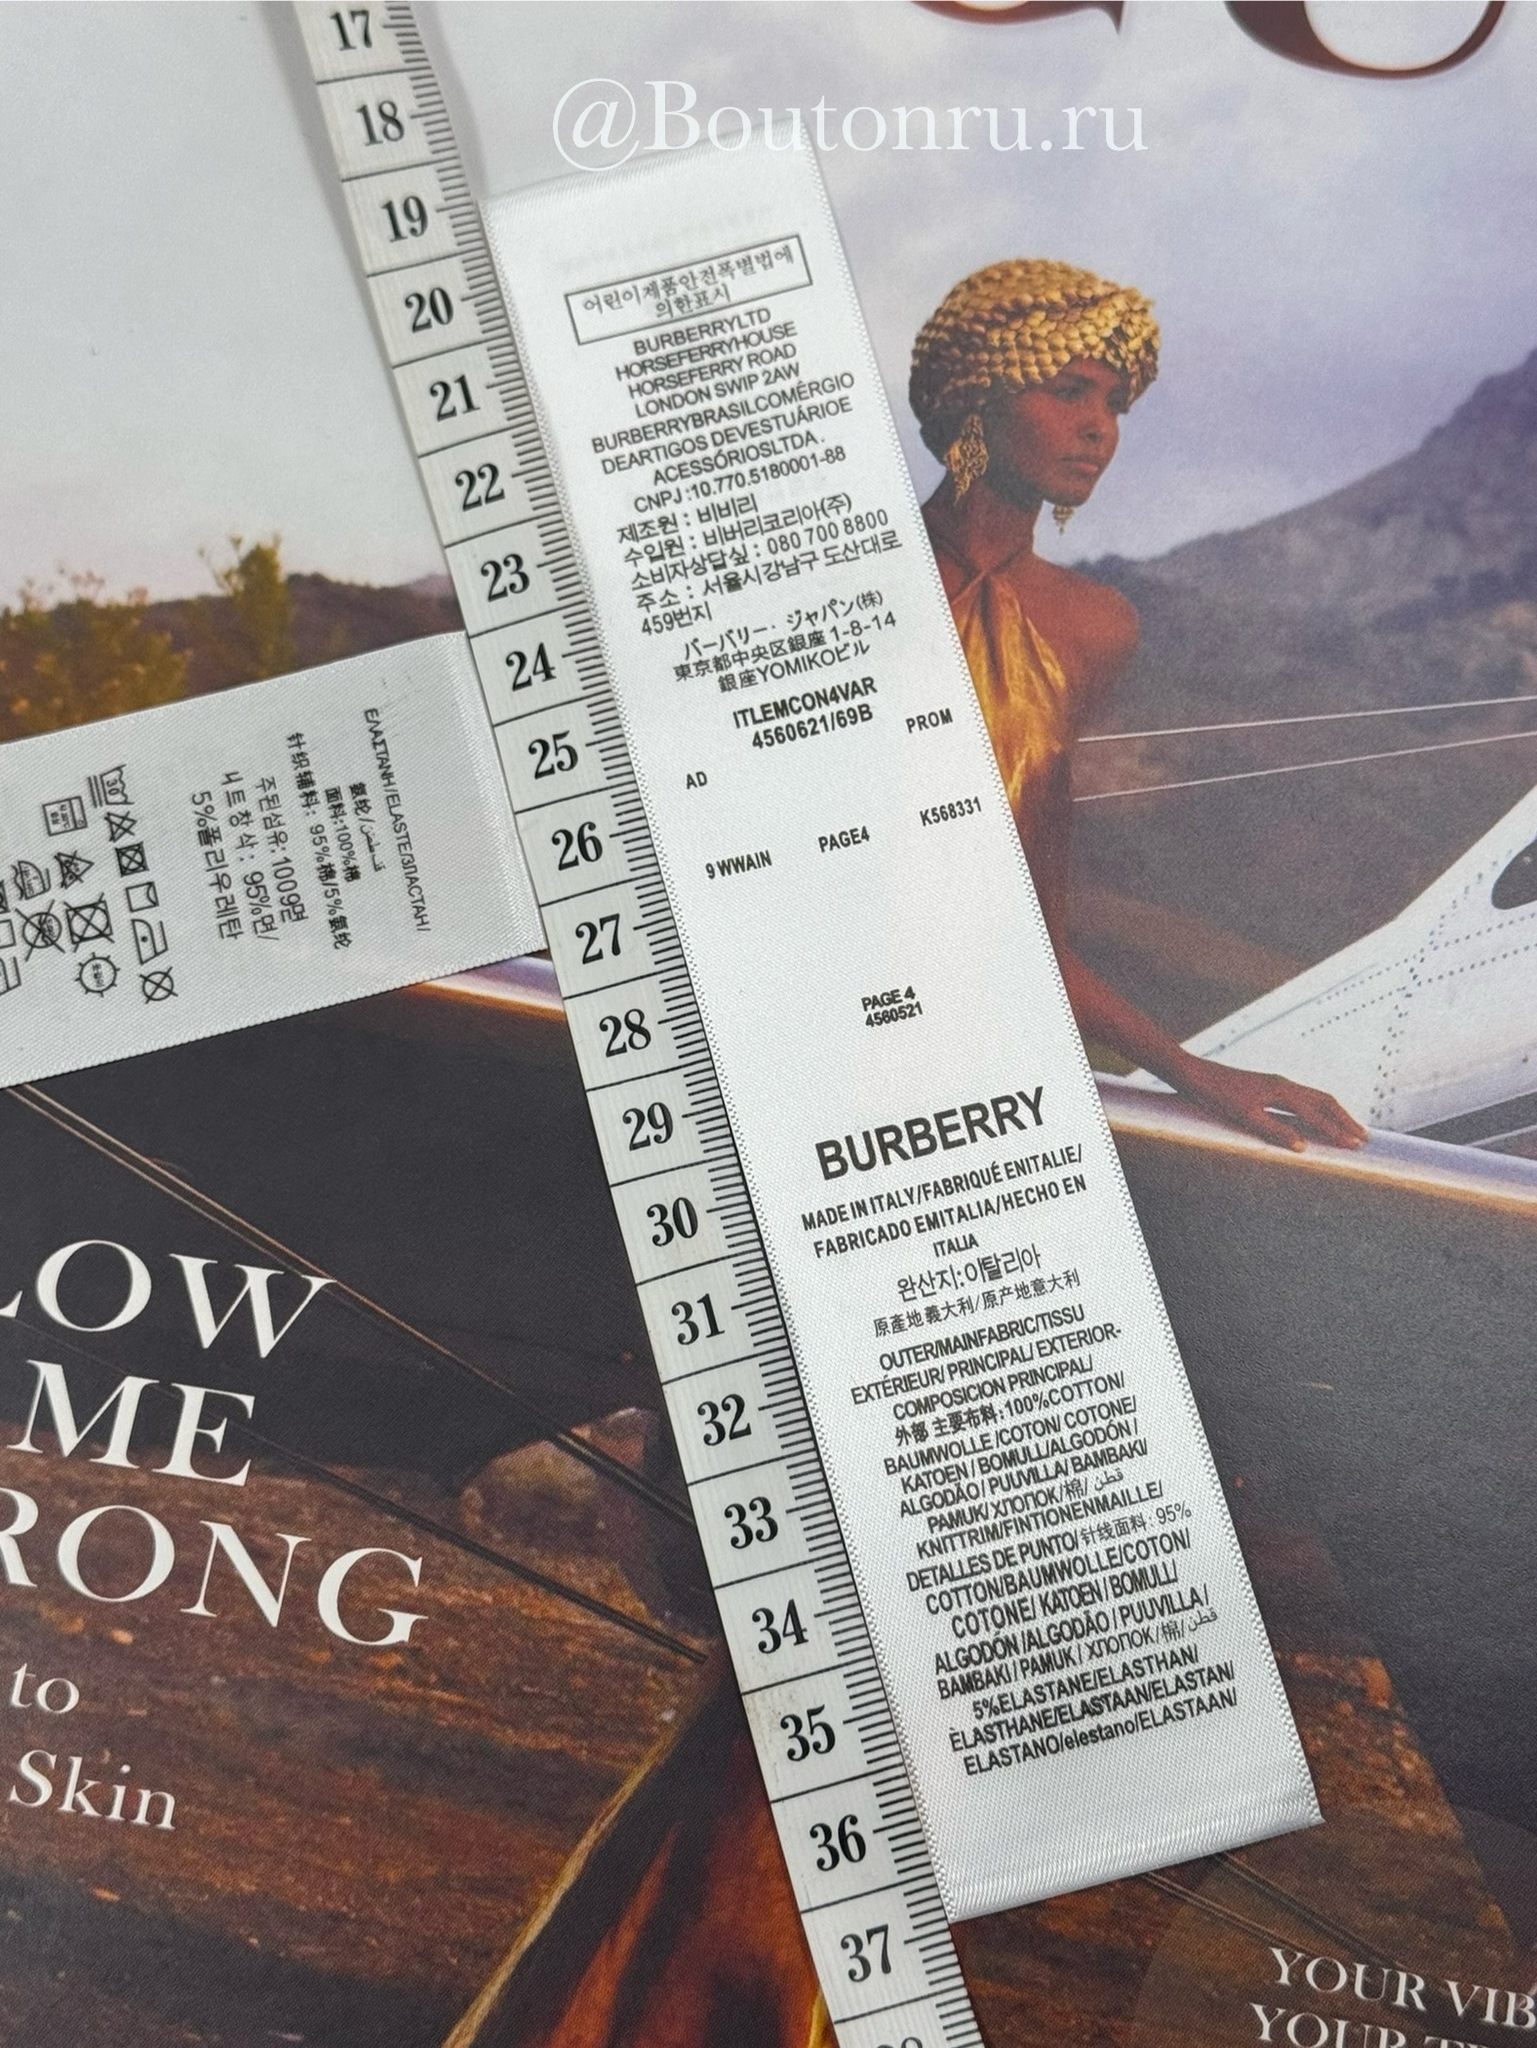 @Boutonru.ru
17
18
19
20
21
22
23
24
25
26
27
28
29
30
31
32
33
34
35
36
37
어린이제품안전폭별법에
의한표시
BURBERRYLTD
HORSEFERRYHOUSE
HORSEFERRY ROAD
LONDON SWIP 2AW
BURBERRYBRASILCOMÉRGIO
DEARTIGOS DEVESTUÁRIOE
ACESSÓRIOSLTDA.
CNPJ:10.770.5180001-88
제조원 : 비비리
수입원 : 비버리코리아(주)
소비자상답싶 : 080 700 8800
주소 : 서율시강남구 도산대로
459번지
バーバリー・ジャパン(株)
東京都中央区銀座 1-8-14
銀座YOMIKOビル
ITLEMCON4VAR
4560621/69B
PROM
AD
K568331
PAGE4
9 WWAIN
PAGE 4
4560521
BURBERRY
MADE IN ITALY/FABRIQUÉ ENITALIE/
FABRICADO EMITALIA/HECHO EN
ITALIA
완산지:이탈리아
原產地義大利/原产地意大利
OUTER/MAINFABRIC/TISSU
EXTÉRIEUR/ PRINCIPAL/ EXTERIOR-
COMPOSICION PRINCIPAL/
外部 主要布料:100%COTTON/
BAUMWOLLE /COTON/ COTONE/
KATOEN / BOMULL/ALGODÓN /
ALGODÃO / PUUVILLA/ BAMBAKI/
PAMUK/ ХЛОПОК /棉/ قطن
KNITTRIM/FINTIONENMAILLE/
DETALLES DE PUNTO/ 针线面料: 95%
COTTON/BAUMWOLLE/COTON/
COTONE/ KATOEN / BOMULL/
ALGODÓN /ALGODÃO / PUUVILLA /
BAMBAKI / PAMUK / ХЛОПОК /棉/ قطن
5%ELASTANE/ELASTHAN/
ÈLASTHANE/ELASTAAN/ELASTAN/
ELASTANO/elestano/ELASTAAN/
ΕΛΑΣΤΑΝΗ/ELASTE/ЭЛАСТАН/
氨纶/قطن
面料:100%棉
针织辅料: 95%棉/5%氨纶
주된섬유:100%면
95%면/
5%폴리우레탄
LOW
ME
RONG
to
Skin
YOUR VIB